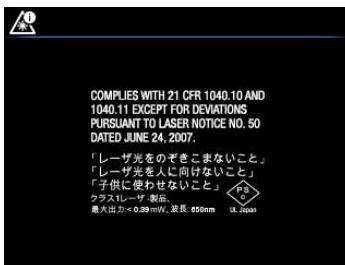 COMPLIES WITH 21 CFR 1040.10 AND
1040.11 EXCEPT FOR DEVIATIONS
PURSUANT TO LASER NOTICE NO. 50
DATED JUNE 24, 2007.
「レーザ光をのぞきこまないこと」
「レーザ光を人に向けないこと」
「子供に使わせないこと」
クラス1レーザ-製品、
最大出力:< 0.39 mW, 波長: 650nm
PS
C
UL Japan